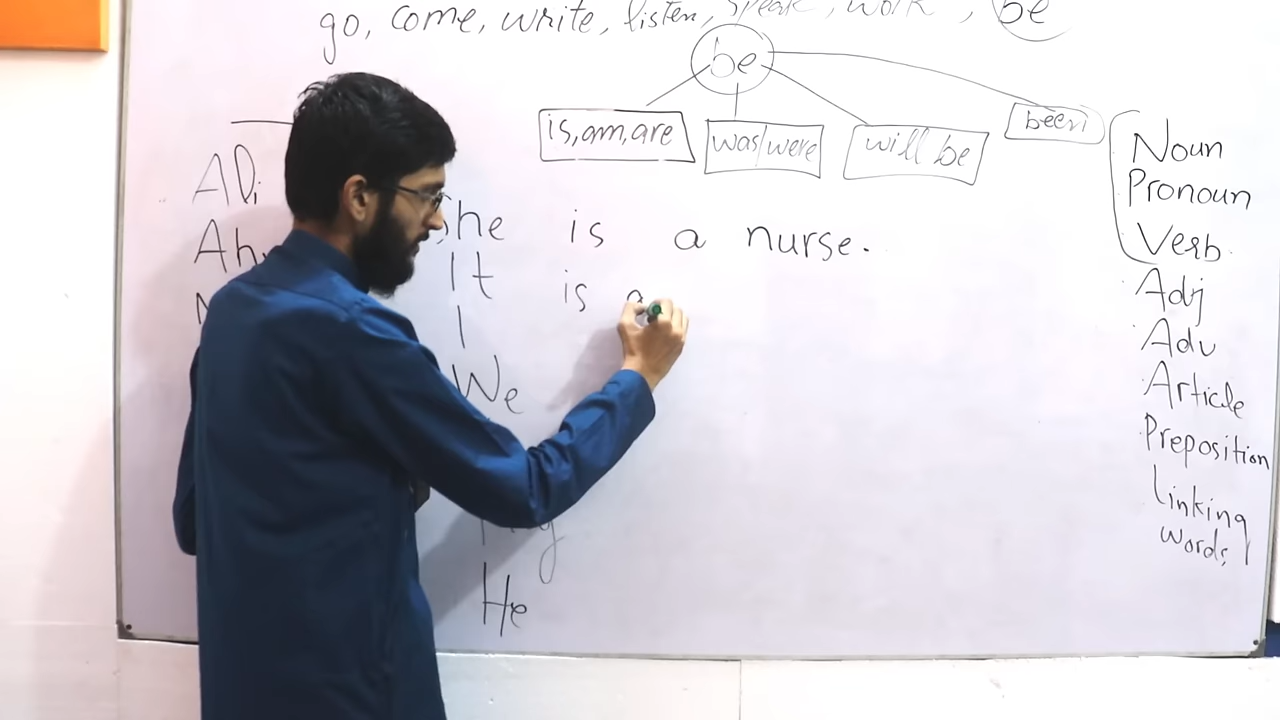 go, come, write, listen, speak, work, be
be
is, am, are
was/were
will be
been
Noun
Pronoun
Verb
Adj
Adv
Article
Preposition
Linking
words
Ali
She is a nurse.
It is a
I
We
He